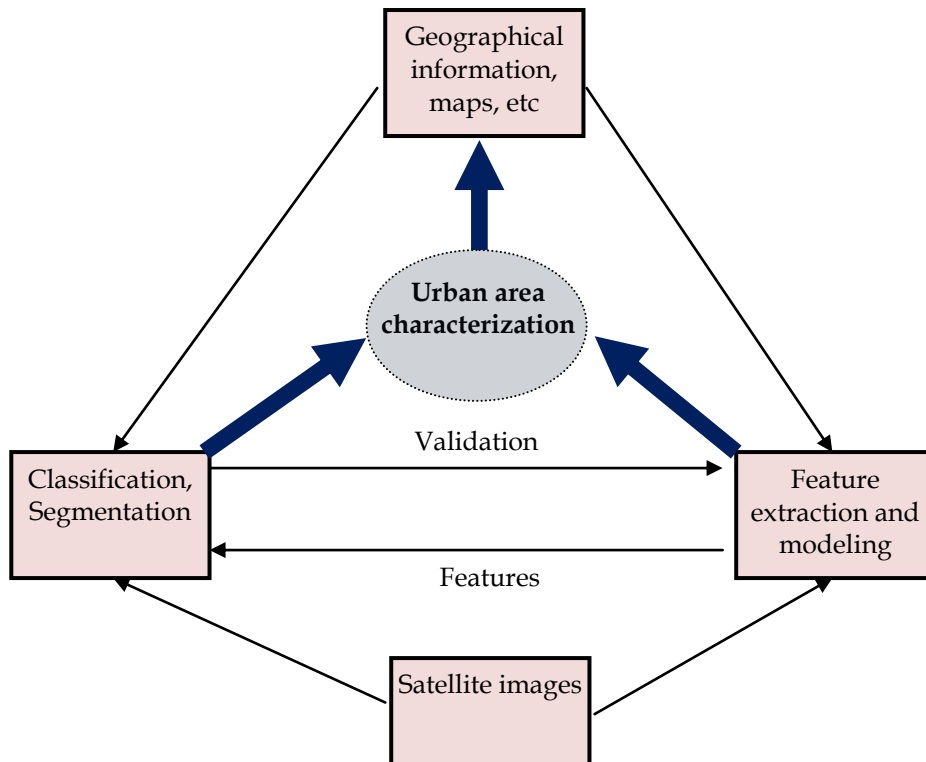 Geographical
information,
maps, etc
Urban area
characterization
Validation
Classification,
Segmentation
Feature
extraction and
modeling
Features
Satellite images